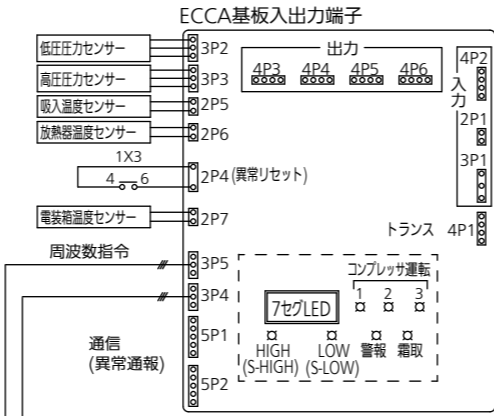 ECCA基板入出力端子
低圧圧力センサー 3P2
高圧圧力センサー 3P3
吸入温度センサー 2P5
放熱器温度センサー 2P6
1X3
4 6 2P4(異常リセット)
電装箱温度センサー 2P7
周波数指令 3P5
3P4
通信
(異常通報)
5P1
5P2
出力
4P3 4P4 4P5 4P6
入力
4P2
2P1
3P1
トランス 4P1
コンプレッサ運転
1 2 3
7セグLED
HIGH LOW 警報 霜取
(S-HIGH) (S-LOW)